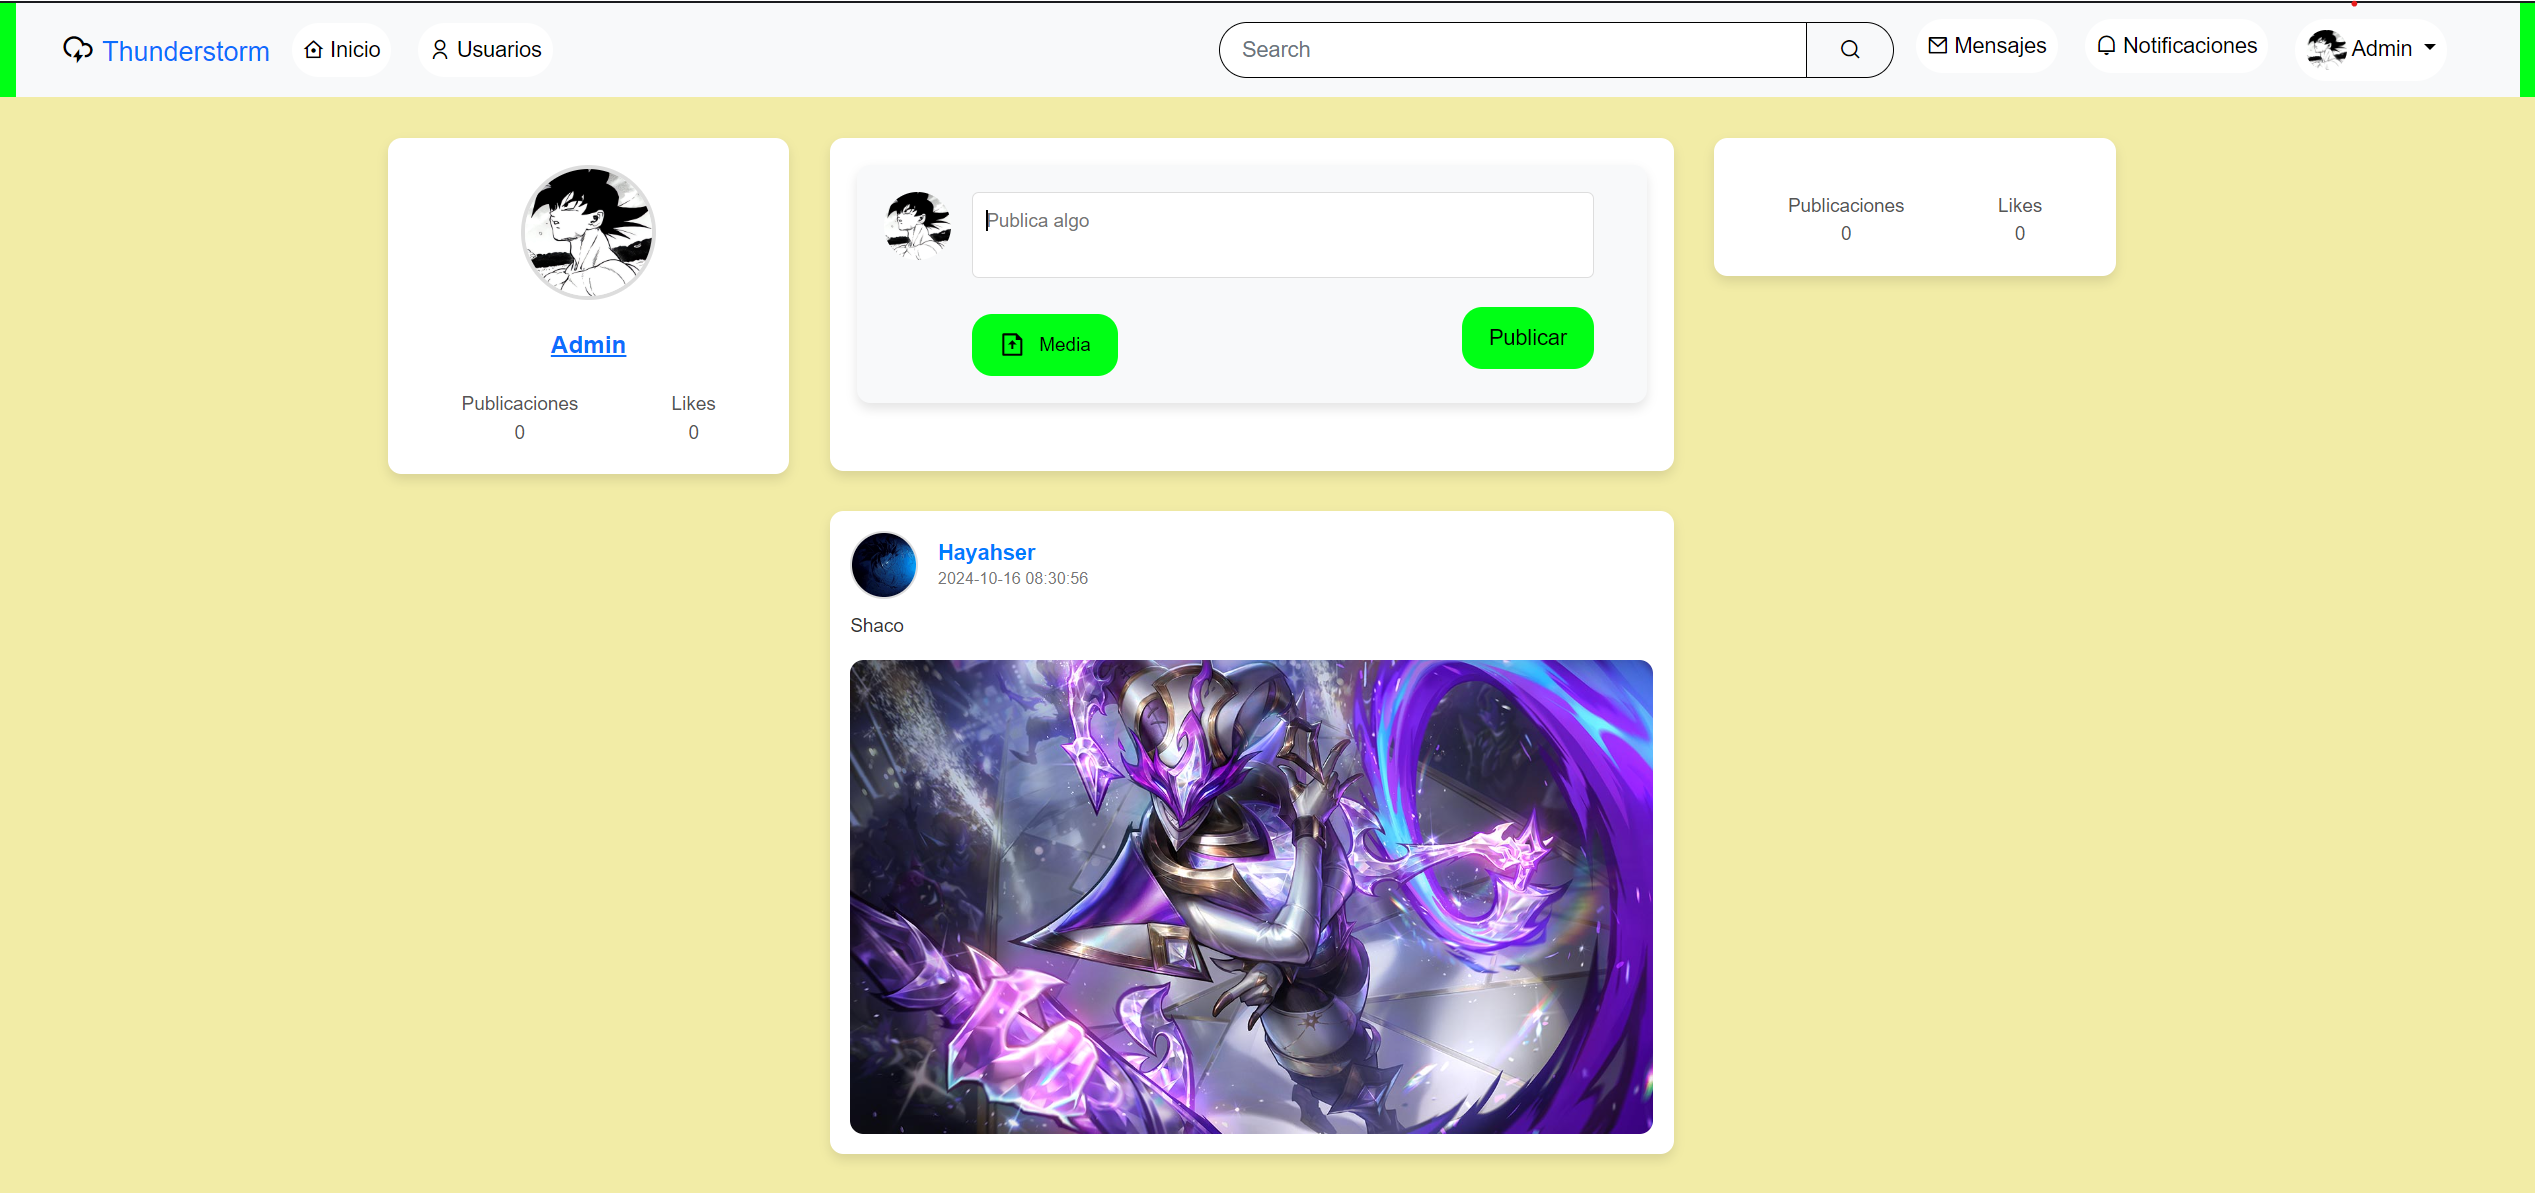 Thunderstorm
Inicio
Usuarios
Search
Mensajes
Notificaciones
Admin
Admin
Publicaciones
0
Likes
0
Publica algo
Media
Publicar
Publicaciones
0
Likes
0
Hayahser
2024-10-16 08:30:56
Shaco